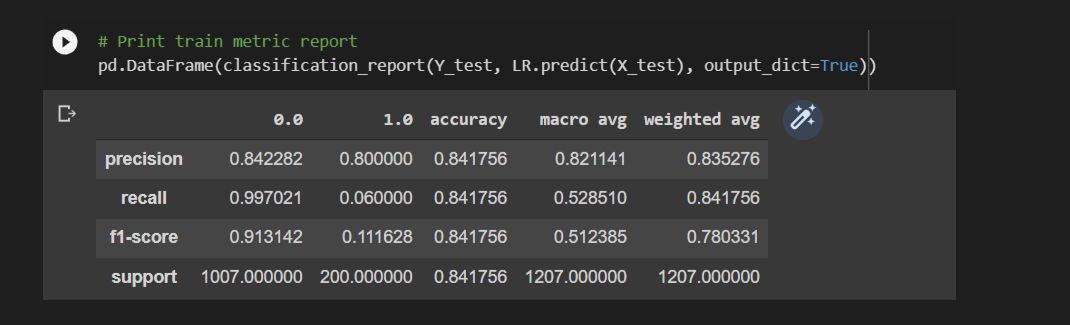 # Print train metric report
pd.DataFrame(classification_report(Y_test, LR.predict(X_test), output_dict=True))
0.0 1.0 accuracy macro avg weighted avg
precision 0.842282 0.800000 0.841756 0.821141 0.835276
recall 0.997021 0.060000 0.841756 0.528510 0.841756
f1-score 0.913142 0.111628 0.841756 0.512385 0.780331
support 1007.000000 200.000000 0.841756 1207.000000 1207.000000